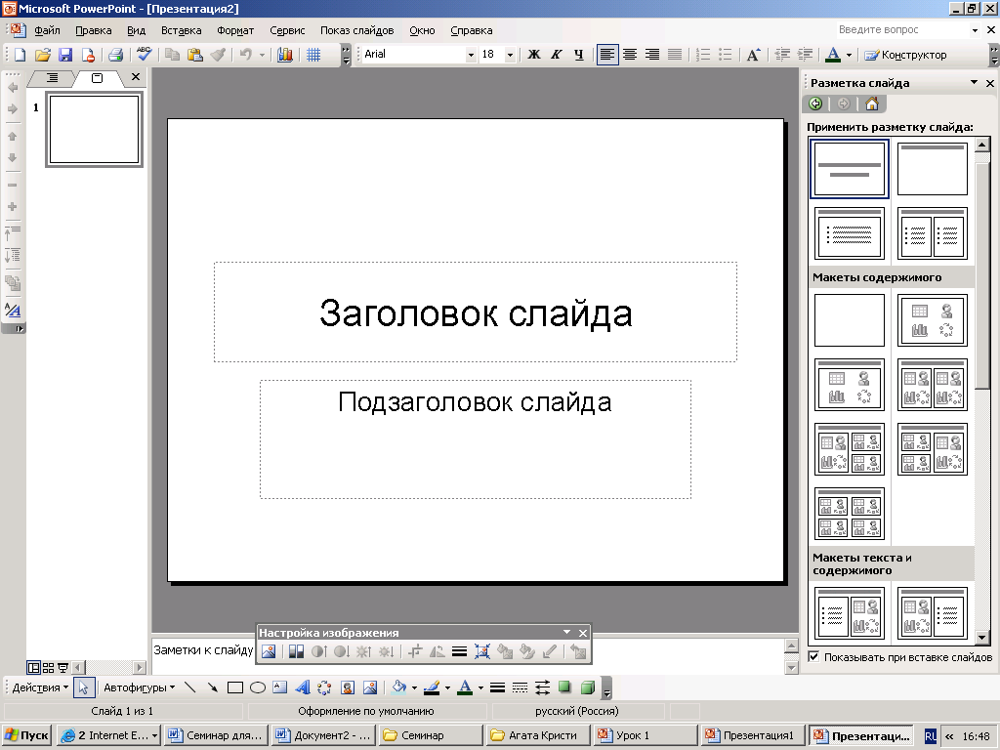 Microsoft PowerPoint - [Презентация2]
Файл Правка Вид Вставка Формат Сервис Показ слайдов Окно Справка Введите вопрос
Arial 18 Ж К Ч А Конструктор
Разметка слайда
1
Применить разметку слайда:
Заголовок слайда
Подзаголовок слайда
Макеты содержимого
Макеты текста и
содержимого
Настройка изображения
Заметки к слайду
Показывать при вставке слайдов
Действия Автофигуры
Слайд 1 из 1 Оформление по умолчанию русский (Россия)
Пуск 2 Internet E... Семинар для... Документ2 - ... Семинар Агата Кристи Урок 1 Презентация1 Презентаци... RL « 16:48